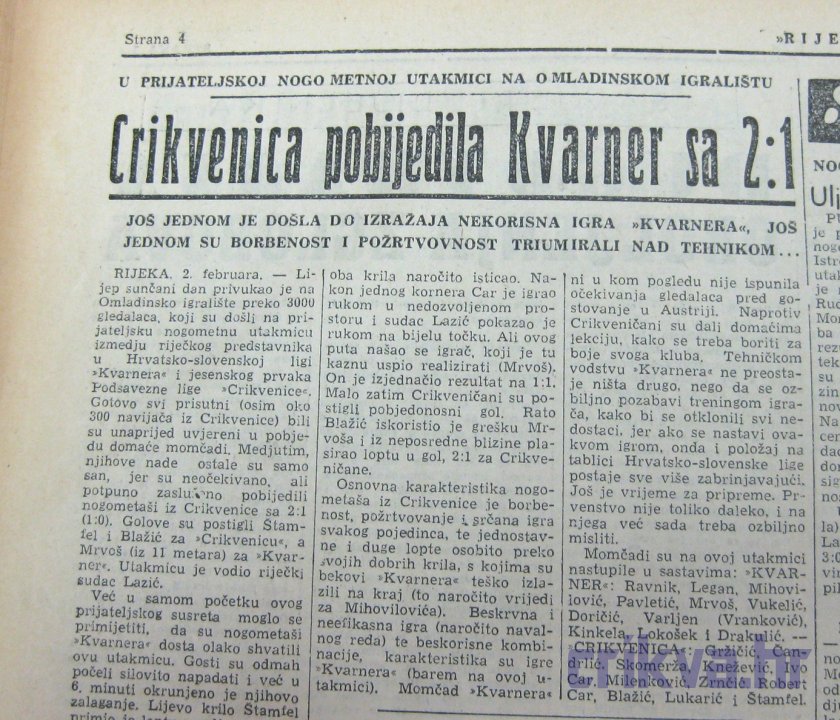 Strana 4
»RIJE
U PRIJATELJSKOJ NOGOMETNOJ UTAKMICI NA OMLADINSKOM IGRALIŠTU
Crikvenica pobijedila Kvarner sa 2:1
JOŠ JEDNOM JE DOŠLA DO IZRAŽAJA NEKORISNA IGRA »KVARNERA«, JOŠ
JEDNOM SU BORBENOST I POŽRTVOVNOST TRIUMIRALI NAD TEHNIKOM...
RIJEKA. 2. februara. — Li-
jep sunčani dan privukao je na
Omladinsko igralište preko 3000
gledalaca, koji su došli na pri-
jateljsku nogometnu utakmicu
izmedju riječkog predstavnika
u Hrvatsko-slovenskoj ligi
»Kvarnera« i jesenskog prvaka
Podsavezne lige »Crikvenice«.
Gotovo svi prisutni (osim oko
300 navijača iz Crikvenice) bili
su unaprijed uvjereni u pobje-
du domaće momčadi. Medjutim,
njihove nade ostale su samo
san, jer su neočekivano, ali
potpuno zasluženo pobijedili
nogometaši iz Crikvenice sa 2:1
(1:0). Golove su postigli Štam-
fel i Blažić za »Crikvenicu«, a
Mrvoš (iz 11 metara) za »Kvar-
ner«. Utakmicu je vodio riječki
sudac Lazić.
Već u samom početku ovog
prijateljskog susreta moglo se
primijetiti, da su nogometaši
»Kvarnera« dosta olako shvatili
ovu utakmicu. Gosti su odmah
počeli silovito napadati i već u
6. minuti okrunjeno je njihovo
zalaganje. Lijevo krilo Štamfel
oba krila naročito isticao. Na-
kon jednog kornera Car je igrao
rukom u nedozvoljenom pro-
storu i sudac Lazić pokazao je
rukom na bijelu točku. Ali ovog
puta našao se igrač, koji je tu
kaznu uspio realizirati (Mrvoš).
On je izjednačio rezultat na 1:1.
Malo zatim Crikveničani su po-
stigli pobjedonosni gol. Rato
Blažić iskoristio je grešku Mr-
voša i iz neposredne blizine pla-
sirao loptu u gol, 2:1 za Crikve-
ničane.
Osnovna karakteristika nogo-
metaša iz Crikvenice je borbe-
nost, požrtvovanje i srčana igra
svakog pojedinca, te jednostav-
ne i duge lopte osobito preko
svojih dobrih krila, s kojima su
bekovi »Kvarnera« teško izla-
zili na kraj (to naročito vrijedi
za Mihovilovića). Beskrvna i
neefikasna igra (naročito naval-
nog reda) te beskorisne kombi-
nacije, karakteristika su igre
»Kvarnera« (barem na ovoj u-
takmici). Momčad »Kvarnera«
ni u kom pogledu nije ispunila
očekivanja gledalaca pred go-
stovanje u Austriji. Naprotiv
Crikveničani su dali domaćima
lekciju, kako se treba boriti za
boje svoga kluba. Tehničkom
vodstvu »Kvarnera« ne preosta-
je ništa drugo, nego da se oz-
biljno pozabavi treningom igra-
ča, kako bi se otklonili svi ne-
dostaci, jer ako se nastavi ova-
kvom igrom, onda i položaj na
tablici Hrvatsko-slovenske lige
postaje sve više zabrinjavajući.
Još je vrijeme za pripreme. Pr-
venstvo nije toliko daleko, i na
njega već sada treba ozbiljno
misliti.
Momčadi su na ovoj utakmici
nastupile u sastavima: »KVAR-
NER«: Ravnik, Legan, Mihovi-
lović, Pavletić, Mrvoš, Vukelić,
Doričić, Varljen (Vranković),
Kinkela, Lokošek i Drakulić. —
CRIKVENICA: Gržičić, Čan-
drlić, Skomerža, Knežević, Ivo
Car, Milenković, Zrnčić Robert
Car, Blažić, Lukarić i Štamfel.